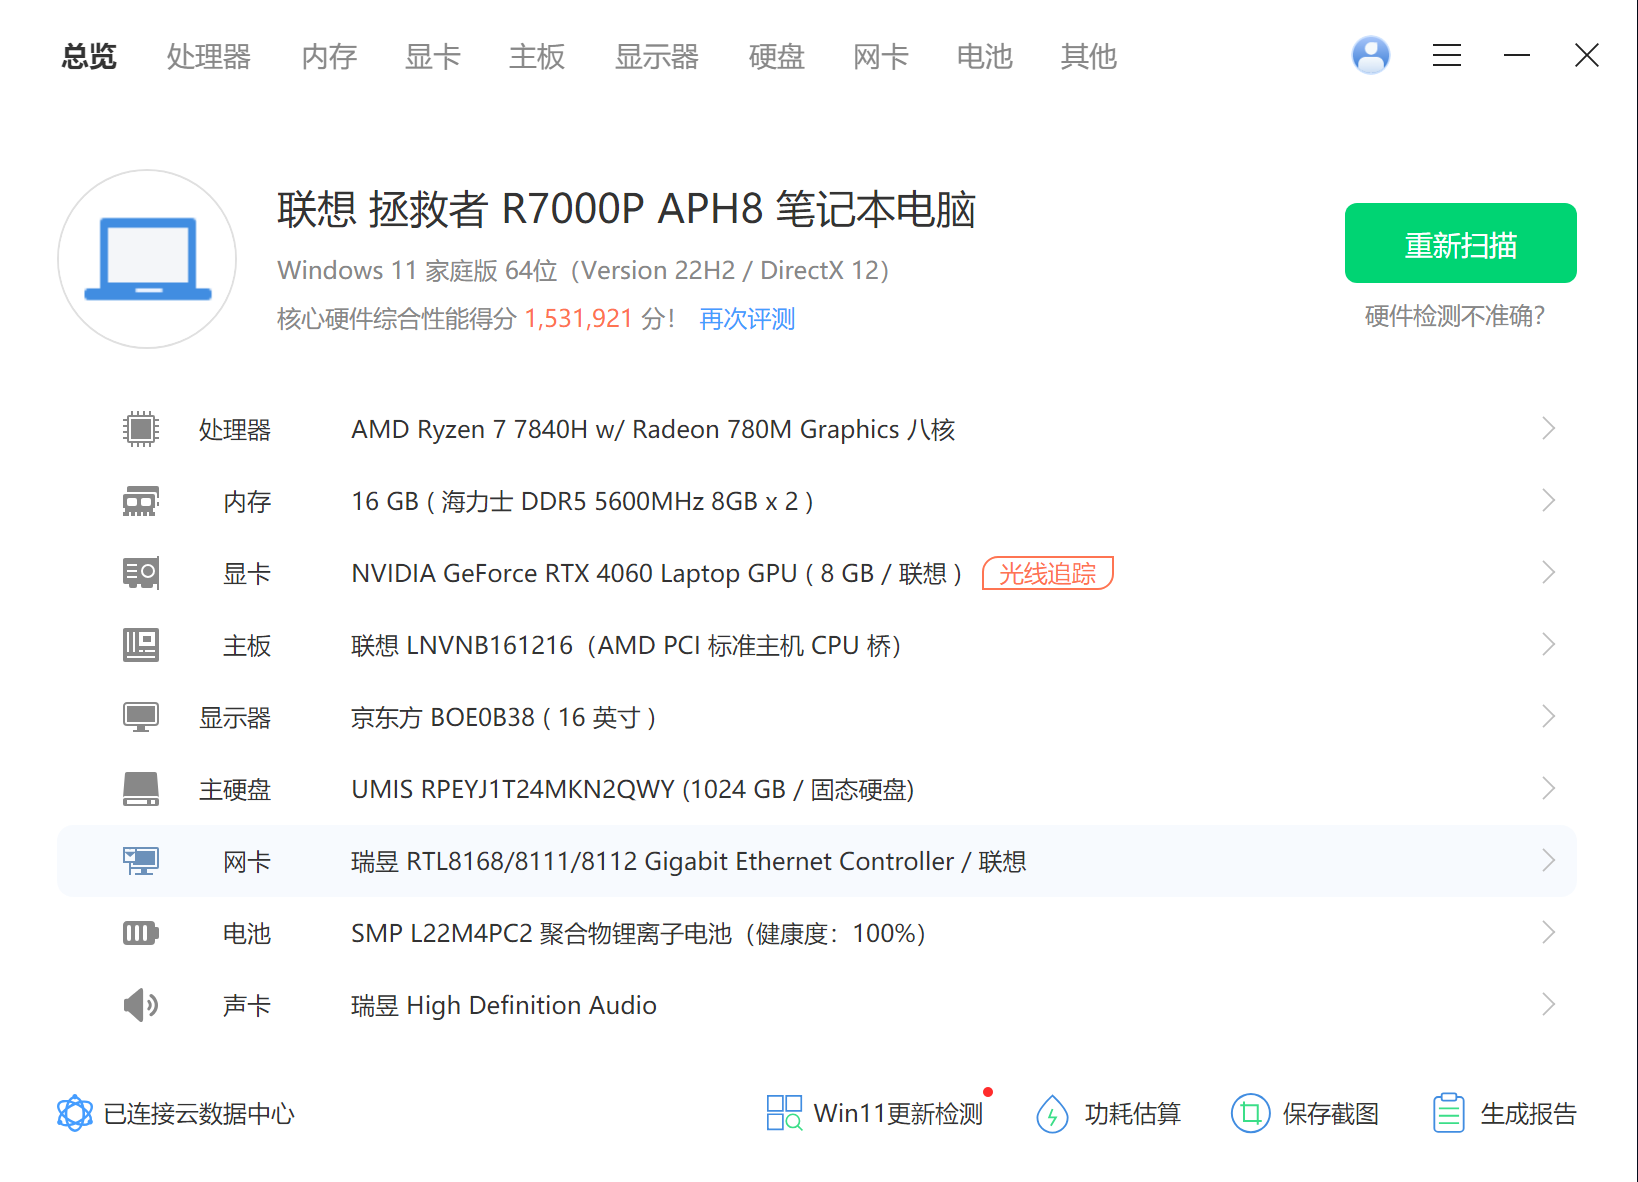 总览 处理器 内存 显卡 主板 显示器 硬盘 网卡 电池 其他
联想 拯救者 R7000P APH8 笔记本电脑
Windows 11 家庭版 64位（Version 22H2 / DirectX 12）
核心硬件综合性能得分 1,531,921 分！ 再次评测
重新扫描
硬件检测不准确？
处理器 AMD Ryzen 7 7840H w/ Radeon 780M Graphics 八核
内存 16 GB ( 海力士 DDR5 5600MHz 8GB x 2 )
显卡 NVIDIA GeForce RTX 4060 Laptop GPU ( 8 GB / 联想 ) 光线追踪
主板 联想 LNVNB161216（AMD PCI 标准主机 CPU 桥）
显示器 京东方 BOE0B38 ( 16 英寸 )
主硬盘 UMIS RPEYJ1T24MKN2QWY (1024 GB / 固态硬盘)
网卡 瑞昱 RTL8168/8111/8112 Gigabit Ethernet Controller / 联想
电池 SMP L22M4PC2 聚合物锂离子电池（健康度：100%）
声卡 瑞昱 High Definition Audio
已连接云数据中心 Win11更新检测 功耗估算 保存截图 生成报告